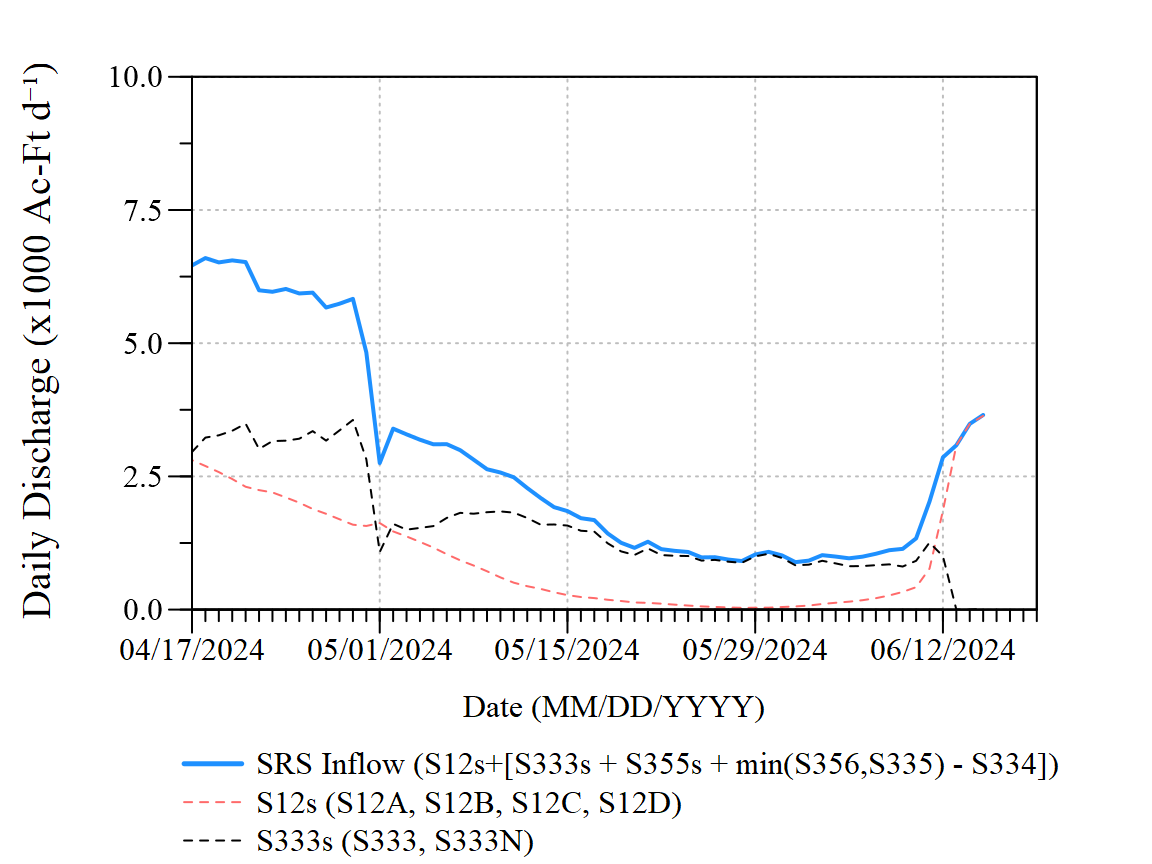 Daily Discharge (x1000 Ac-Ft d⁻¹)
10.0
7.5
5.0
2.5
0.0
04/17/2024 05/01/2024 05/15/2024 05/29/2024 06/12/2024
Date (MM/DD/YYYY)
SRS Inflow (S12s+[S333s + S355s + min(S356,S335) - S334])
S12s (S12A, S12B, S12C, S12D)
S333s (S333, S333N)